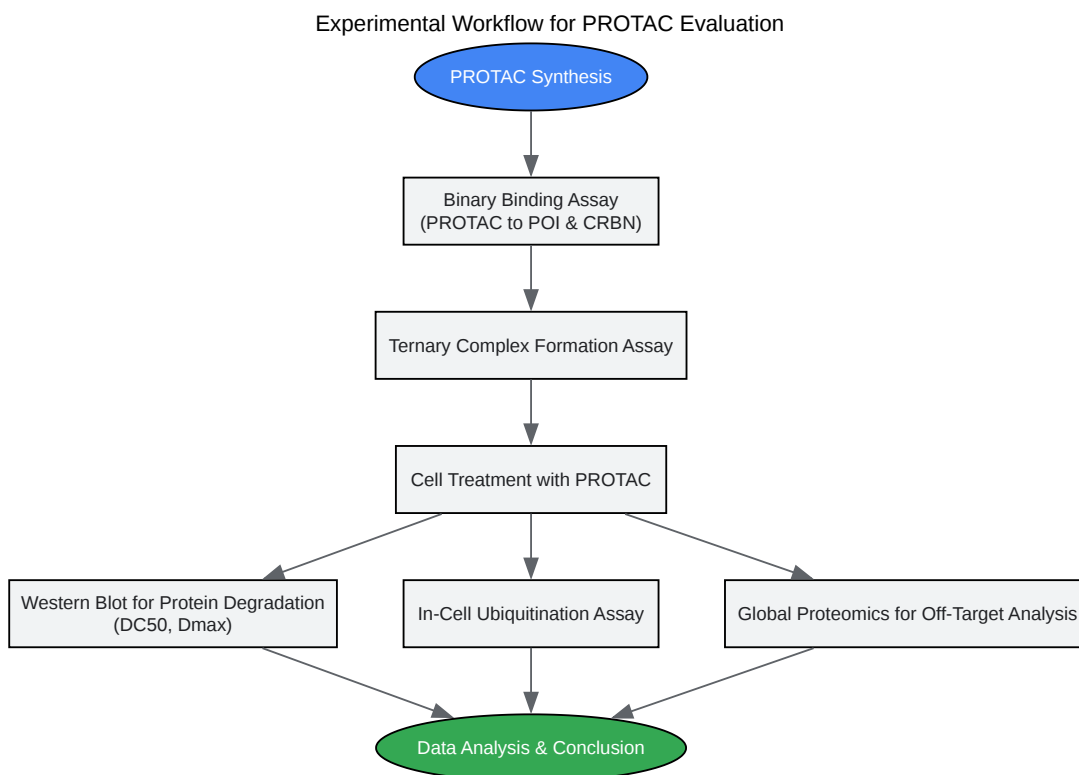 Experimental Workflow for PROTAC Evaluation
PROTAC Synthesis
Binary Binding Assay
(PROTAC to POI & CRBN)
Ternary Complex Formation Assay
Cell Treatment with PROTAC
Western Blot for Protein Degradation
(DC50, Dmax)
In-Cell Ubiquitination Assay
Global Proteomics for Off-Target Analysis
Data Analysis & Conclusion